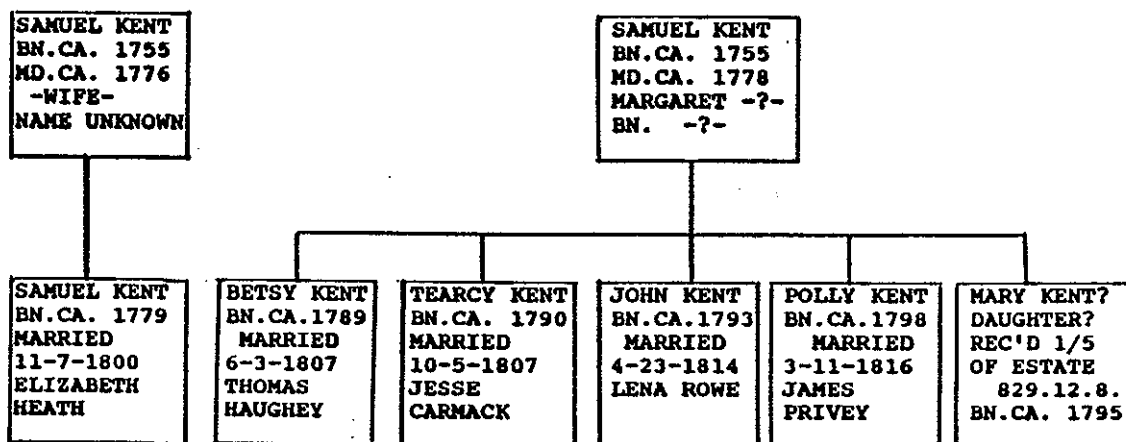 SAMUEL KENT
BN.CA. 1755
MD.CA. 1776
-WIFE-
NAME UNKNOWN
SAMUEL KENT
BN.CA. 1755
MD.CA. 1778
MARGARET -?-
BN. -?-
SAMUEL KENT
BN.CA. 1779
MARRIED
11-7-1800
ELIZABETH
HEATH
BETSY KENT
BN.CA.1789
MARRIED
6-3-1807
THOMAS
HAUGHEY
TEARCY KENT
BN.CA. 1790
MARRIED
10-5-1807
JESSE
CARMACK
JOHN KENT
BN.CA.1793
MARRIED
4-23-1814
LENA ROWE
POLLY KENT
BN.CA.1798
MARRIED
3-11-1816
JAMES
PRIVEY
MARY KENT?
DAUGHTER?
REC'D 1/5
OF ESTATE
829.12.8.
BN.CA. 1795